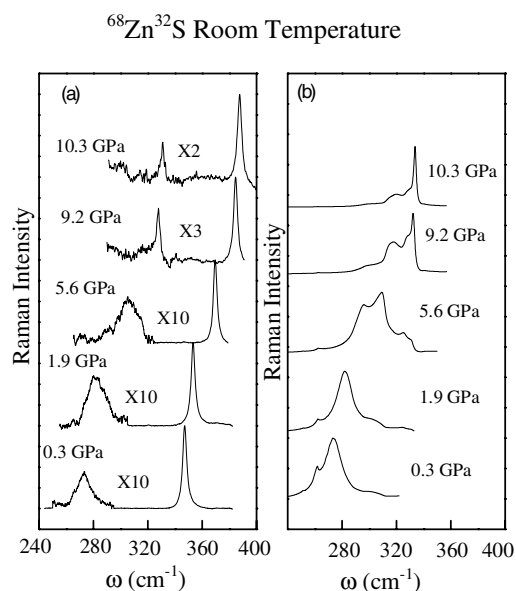 ⁶⁸Zn³²S Room Temperature
(a)
10.3 GPa
X2
9.2 GPa
X3
5.6 GPa
X10
1.9 GPa
X10
0.3 GPa
X10
Raman Intensity
240 280 320 360 400
ω (cm⁻¹)
(b)
10.3 GPa
9.2 GPa
5.6 GPa
1.9 GPa
0.3 GPa
Raman Intensity
280 320 360 400
ω (cm⁻¹)